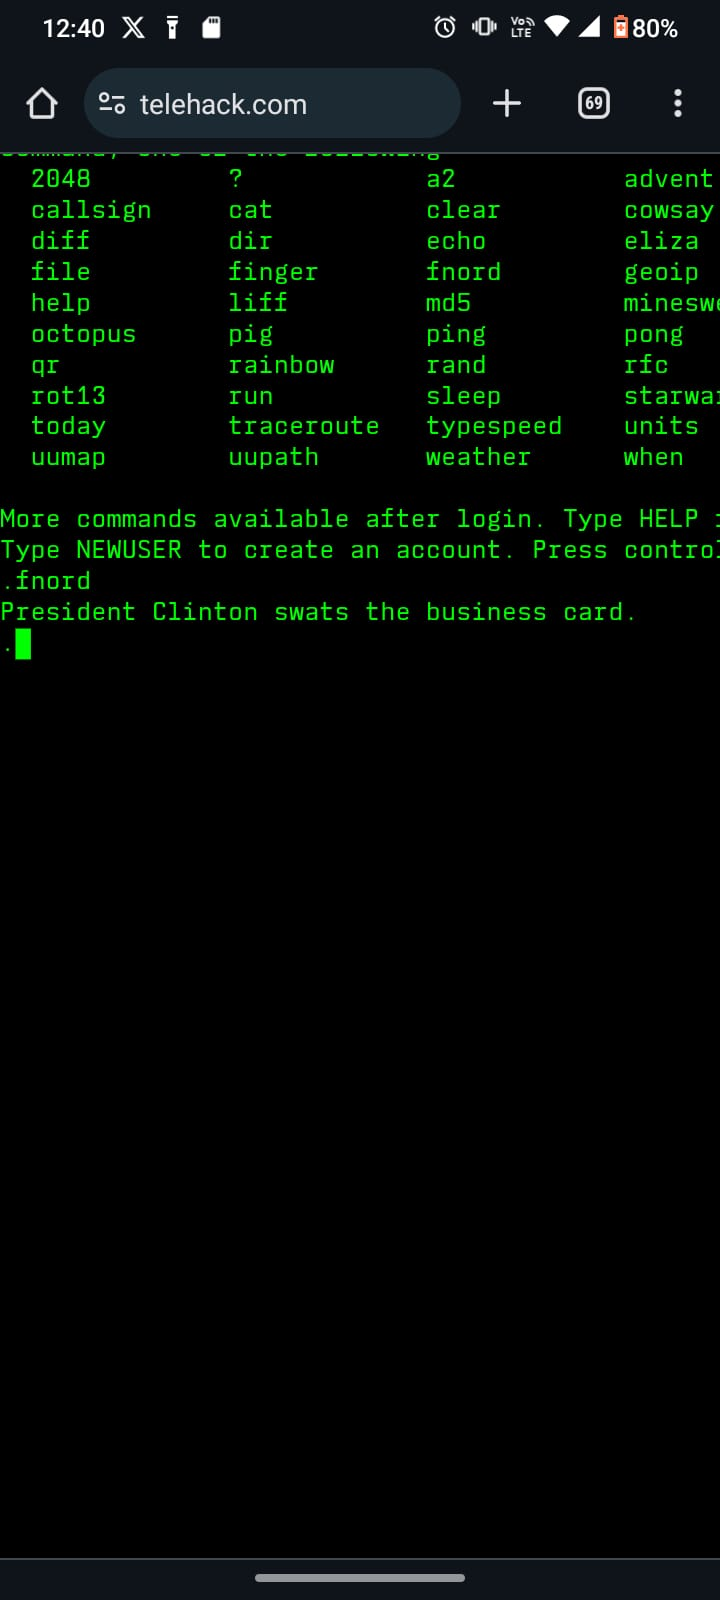 12:40 VoLTE 80%
telehack.com 69
2048 ? a2 advent
callsign cat clear cowsay
diff dir echo eliza
file finger fnord geoip
help liff md5
octopus pig ping pong
qr rainbow rand rfc
rot13 run sleep
today traceroute typespeed units
uumap uupath weather when
More commands available after login. Type HELP
Type NEWUSER to create an account. Press control
.fnord
President Clinton swats the business card.
.